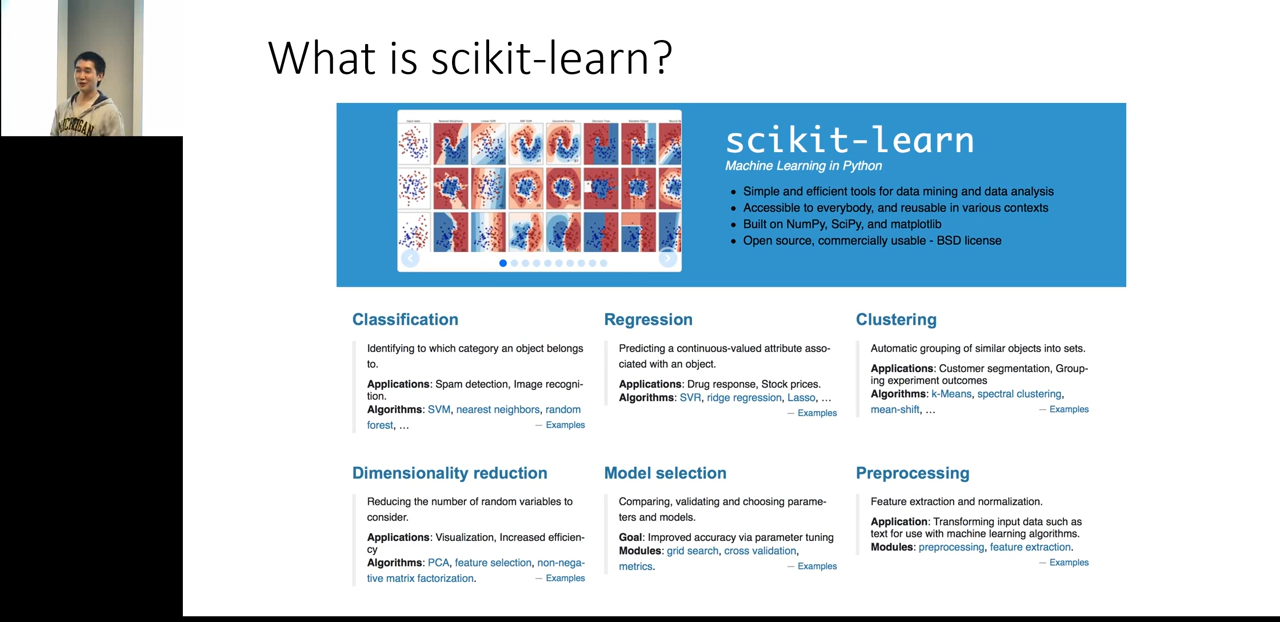 What is scikit-learn?
MICHIGAN
scikit-learn
Machine Learning in Python
• Simple and efficient tools for data mining and data analysis
• Accessible to everybody, and reusable in various contexts
• Built on NumPy, SciPy, and matplotlib
• Open source, commercially usable - BSD license
Classification
Identifying to which category an object belongs
to.
Applications: Spam detection, Image recogni-
tion.
Algorithms: SVM, nearest neighbors, random
forest, ...
— Examples
Regression
Predicting a continuous-valued attribute asso-
ciated with an object.
Applications: Drug response, Stock prices.
Algorithms: SVR, ridge regression, Lasso, ...
— Examples
Clustering
Automatic grouping of similar objects into sets.
Applications: Customer segmentation, Group-
ing experiment outcomes
Algorithms: k-Means, spectral clustering,
mean-shift, ...
— Examples
Dimensionality reduction
Reducing the number of random variables to
consider.
Applications: Visualization, Increased efficien-
cy
Algorithms: PCA, feature selection, non-nega-
tive matrix factorization.
— Examples
Model selection
Comparing, validating and choosing parame-
ters and models.
Goal: Improved accuracy via parameter tuning
Modules: grid search, cross validation,
metrics.
— Examples
Preprocessing
Feature extraction and normalization.
Application: Transforming input data such as
text for use with machine learning algorithms.
Modules: preprocessing, feature extraction.
— Examples